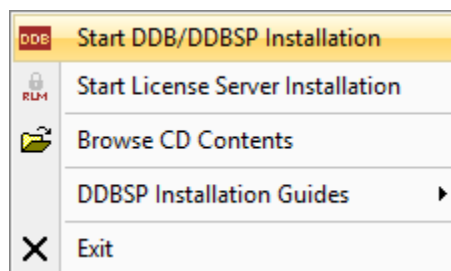 DDB Start DDB/DDBSP Installation
RLM Start License Server Installation
Browse CD Contents
DDBSP Installation Guides
Exit